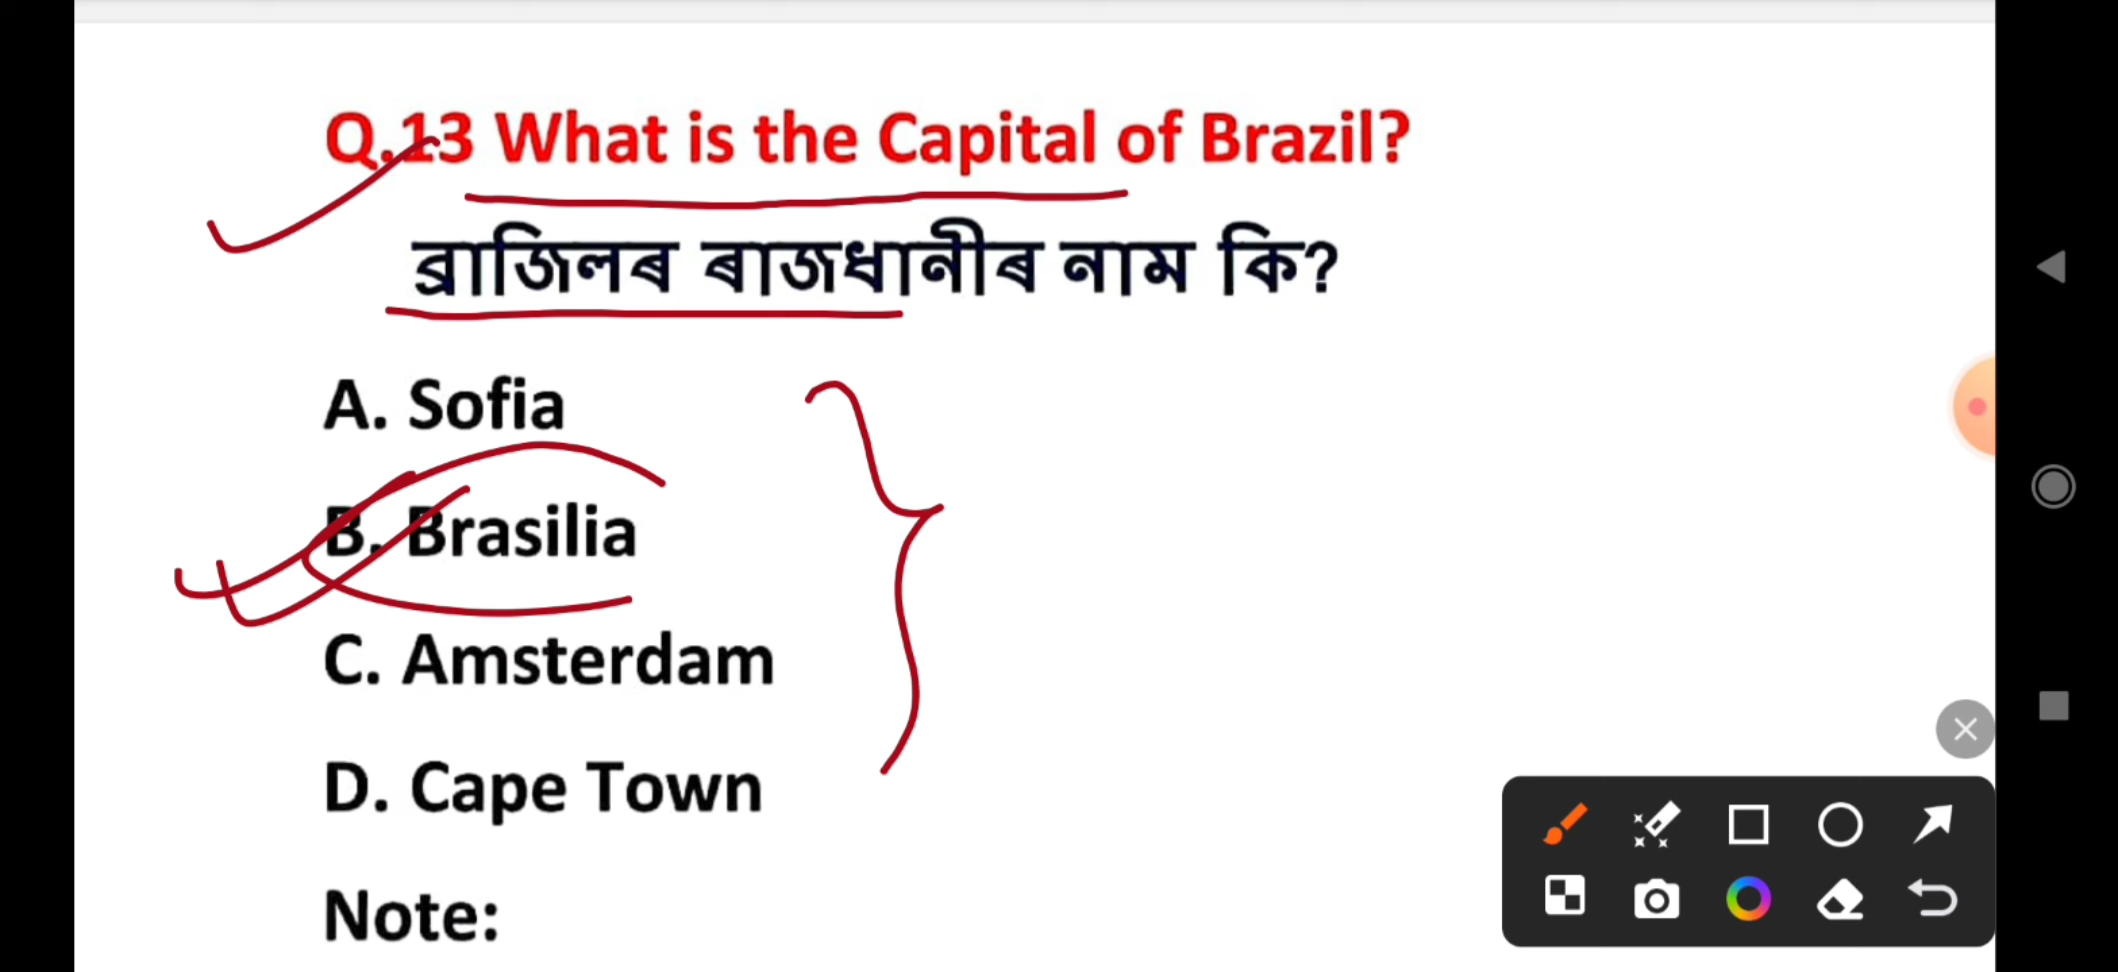 Q.13 What is the Capital of Brazil?
ব্ৰাজিলৰ ৰাজধানীৰ নাম কি?
A. Sofia
B. Brasilia
C. Amsterdam
D. Cape Town
Note: